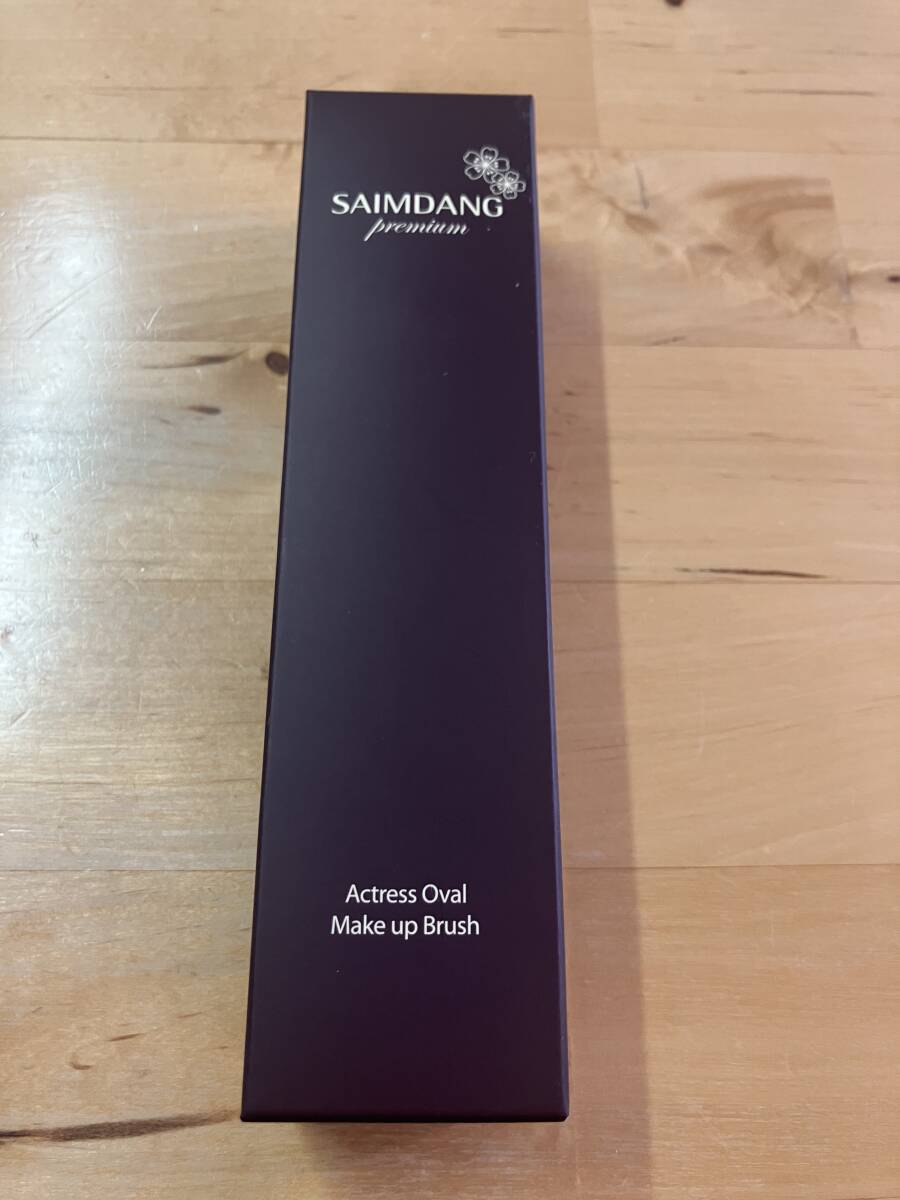 SAIMDANG
premium
Actress Oval
Make up Brush